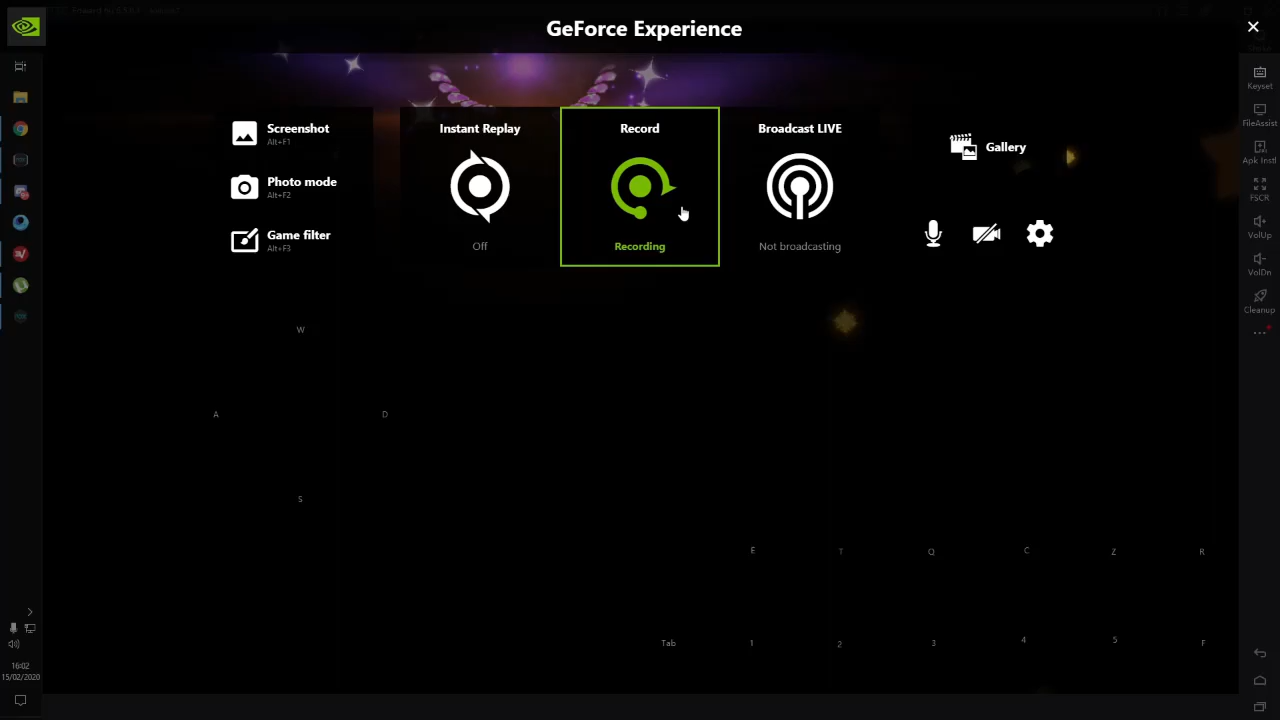 GeForce Experience
Screenshot
Alt+F1
Photo mode
Alt+F2
Game filter
Alt+F3
Instant Replay
Off
Record
Recording
Broadcast LIVE
Not broadcasting
Gallery
Keyset
FileAssist
Apk Instl
FSCR
VolUp
VolDn
Cleanup
W
A
D
S
E
T
Q
C
Z
R
Tab
1
2
3
4
5
F
16:02
15/02/2020